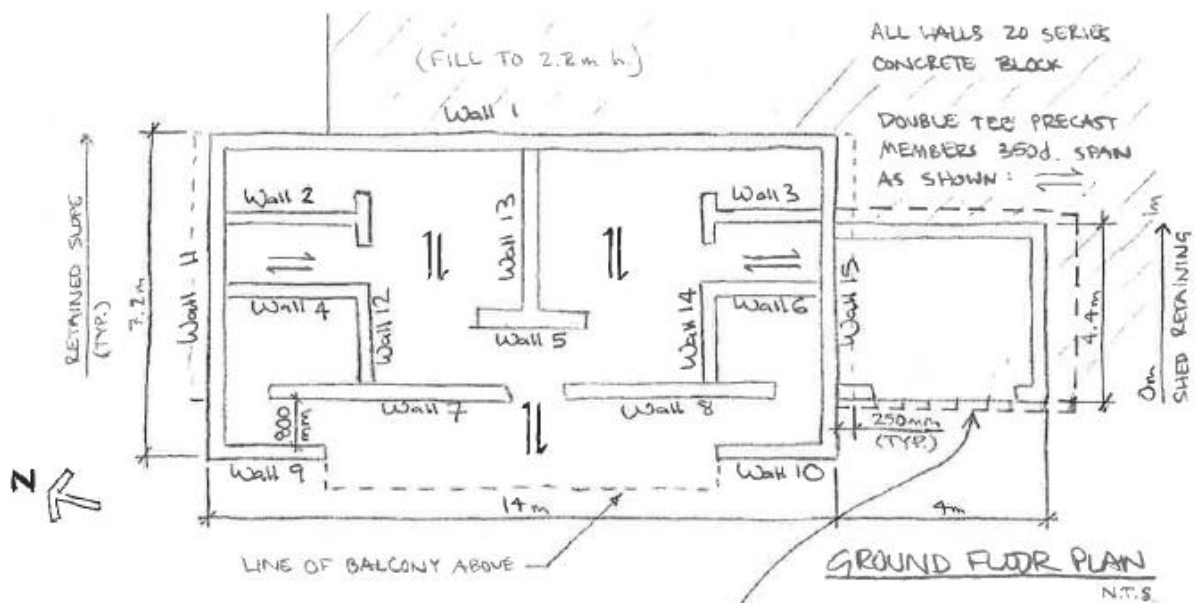 (FILL TO 2.2m h.)
ALL WALLS 20 SERIES
CONCRETE BLOCK
DOUBLE TEE PRECAST
MEMBERS 350d. SPAN
AS SHOWN:
Wall 1
Wall 2
Wall 13
Wall 3
Wall 11
Wall 15
RETAINED SLOPE
(TYP.)
7.2m
Wall 4
Wall 12
Wall 5
Wall 14
Wall 6
4.4m
0m
1m
SHED RETAINING
Wall 7
Wall 8
800
mm
250mm
(TYP.)
Wall 9
Wall 10
N
14m
4m
LINE OF BALCONY ABOVE
GROUND FLOOR PLAN
N.T.S.